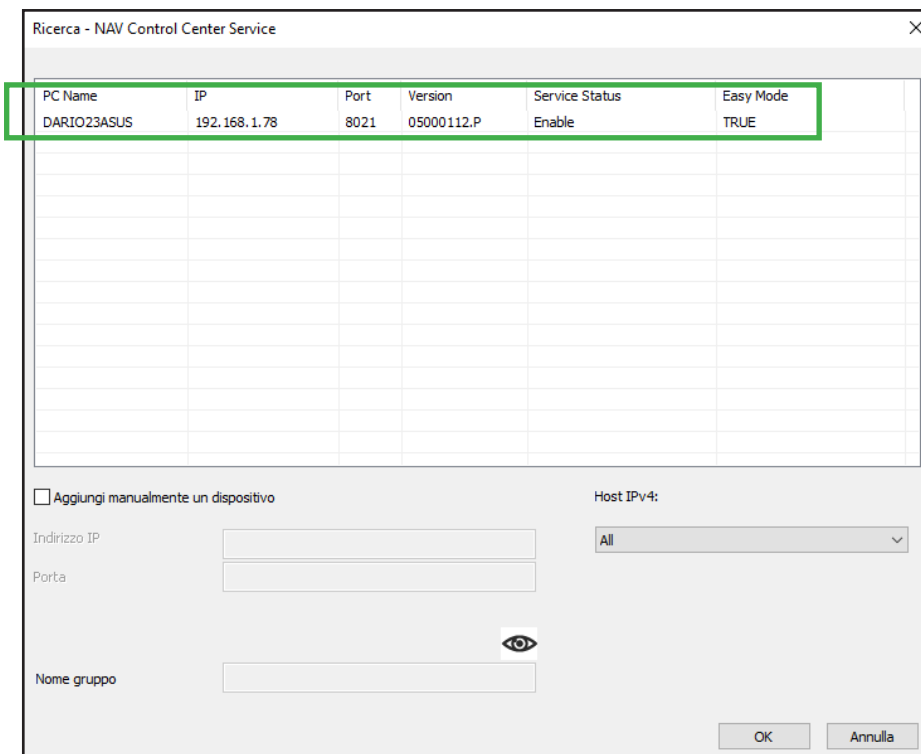 Ricerca - NAV Control Center Service
PC Name IP Port Version Service Status Easy Mode
DARIO23ASUS 192.168.1.78 8021 05000112.P Enable TRUE
Aggiungi manualmente un dispositivo Host IPv4:
Indirizzo IP All
Porta
Nome gruppo
OK Annulla